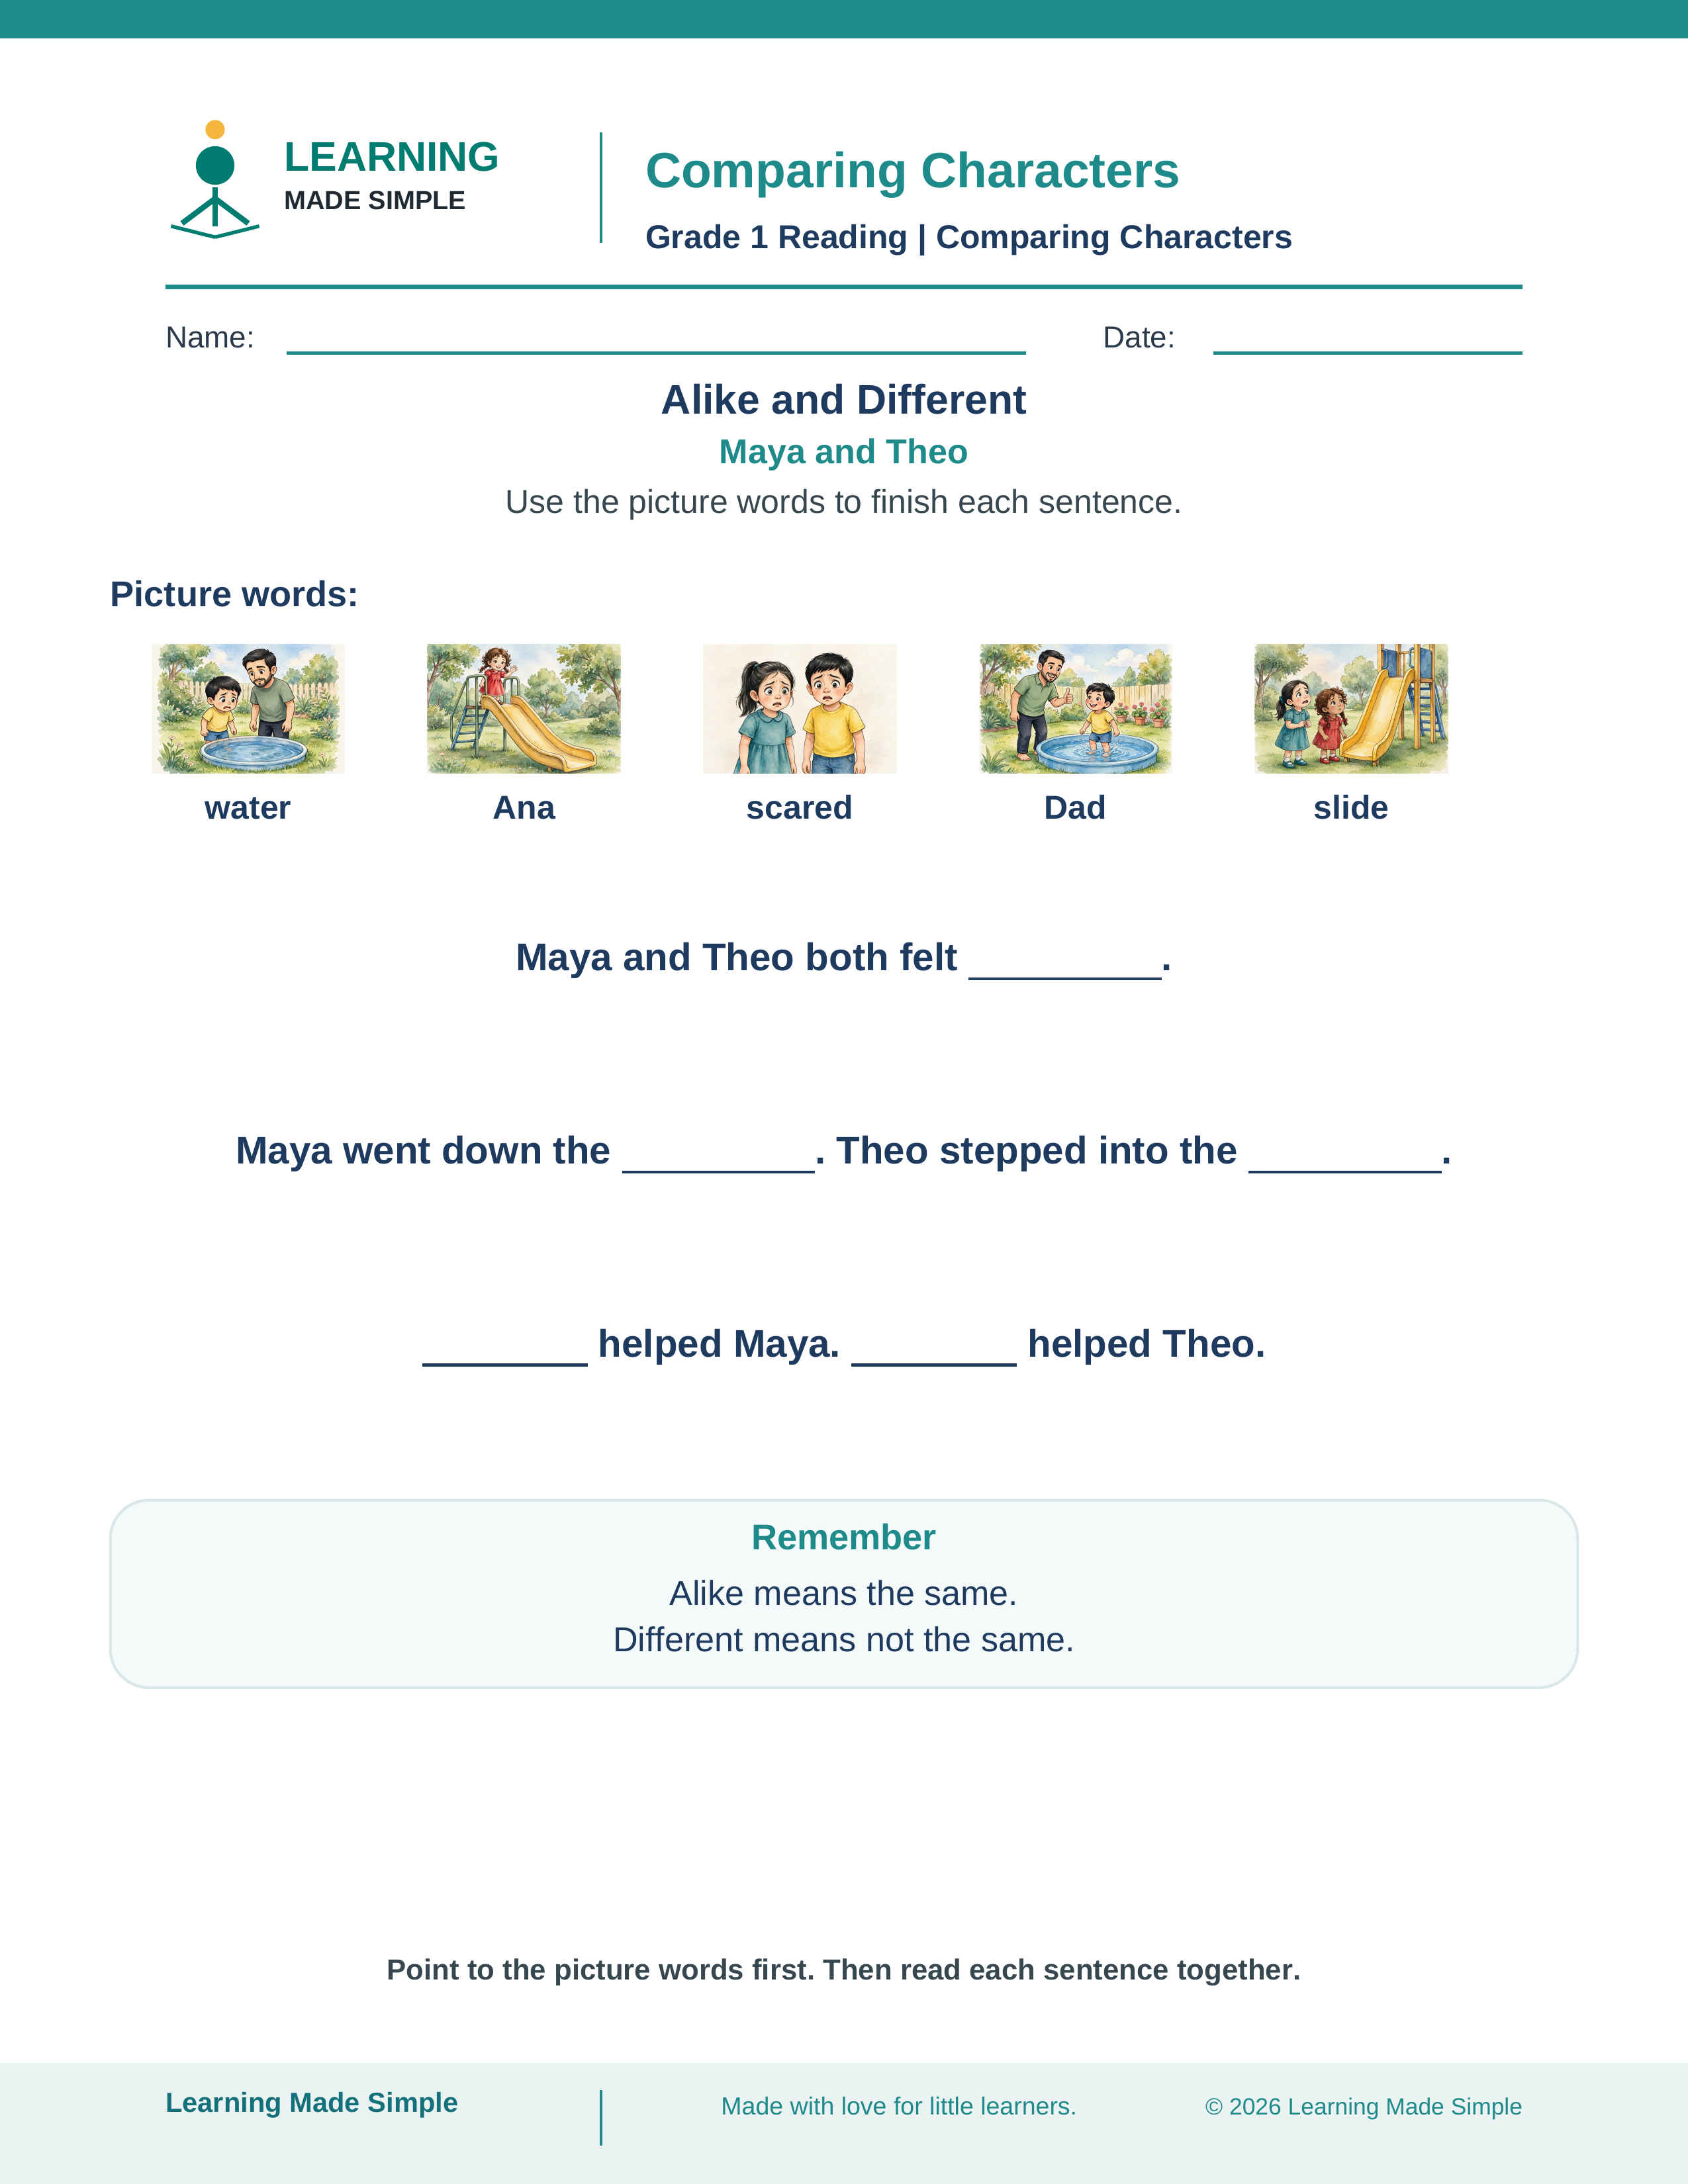 LEARNING
MADE SIMPLE
Comparing Characters
Grade 1 Reading | Comparing Characters
Name: Date:
Alike and Different
Maya and Theo
Use the picture words to finish each sentence.
Picture words:
water Ana scared Dad slide
Maya and Theo both felt _________.
Maya went down the _________. Theo stepped into the _________.
________ helped Maya. ________ helped Theo.
Remember
Alike means the same.
Different means not the same.
Point to the picture words first. Then read each sentence together.
Learning Made Simple Made with love for little learners. © 2026 Learning Made Simple